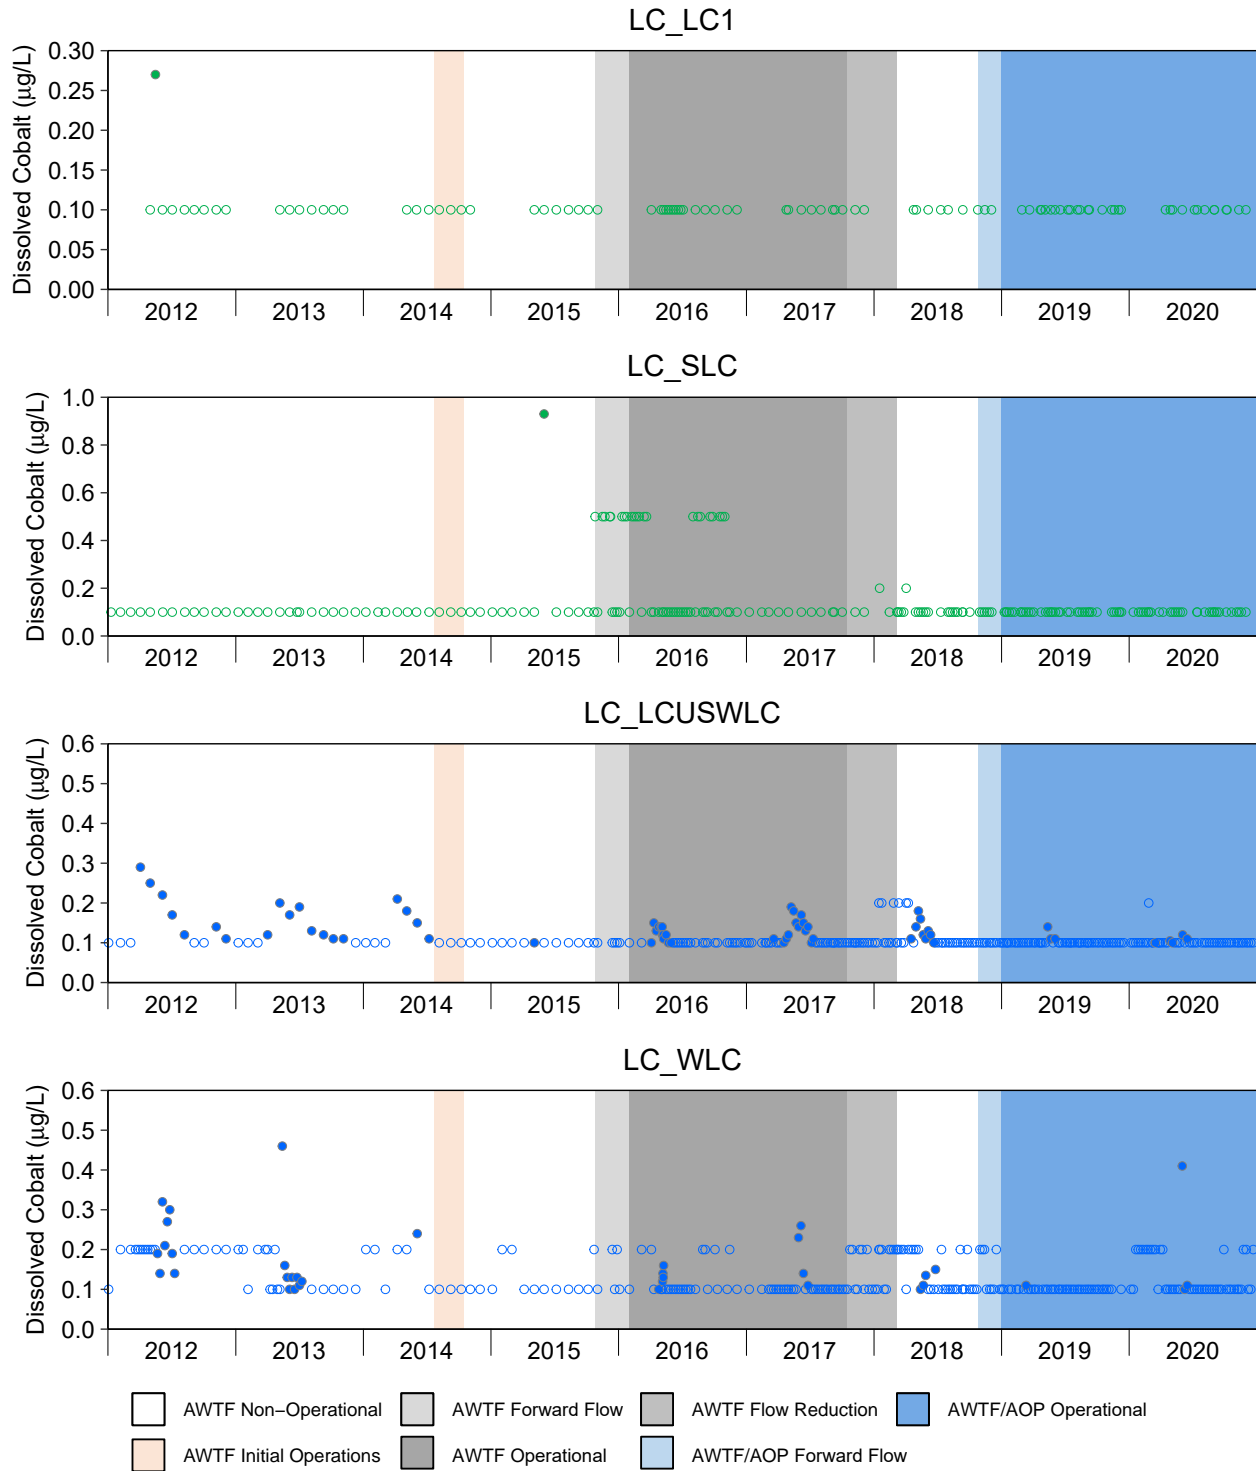 LC_LC1
Dissolved Cobalt (µg/L)
0.30
0.25
0.20
0.15
0.10
0.05
0.00
2012 2013 2014 2015 2016 2017 2018 2019 2020
LC_SLC
Dissolved Cobalt (µg/L)
1.0
0.8
0.6
0.4
0.2
0.0
2012 2013 2014 2015 2016 2017 2018 2019 2020
LC_LCUSWLC
Dissolved Cobalt (µg/L)
0.6
0.5
0.4
0.3
0.2
0.1
0.0
2012 2013 2014 2015 2016 2017 2018 2019 2020
LC_WLC
Dissolved Cobalt (µg/L)
0.6
0.5
0.4
0.3
0.2
0.1
0.0
2012 2013 2014 2015 2016 2017 2018 2019 2020
AWTF Non−Operational AWTF Forward Flow AWTF Flow Reduction AWTF/AOP Operational
AWTF Initial Operations AWTF Operational AWTF/AOP Forward Flow